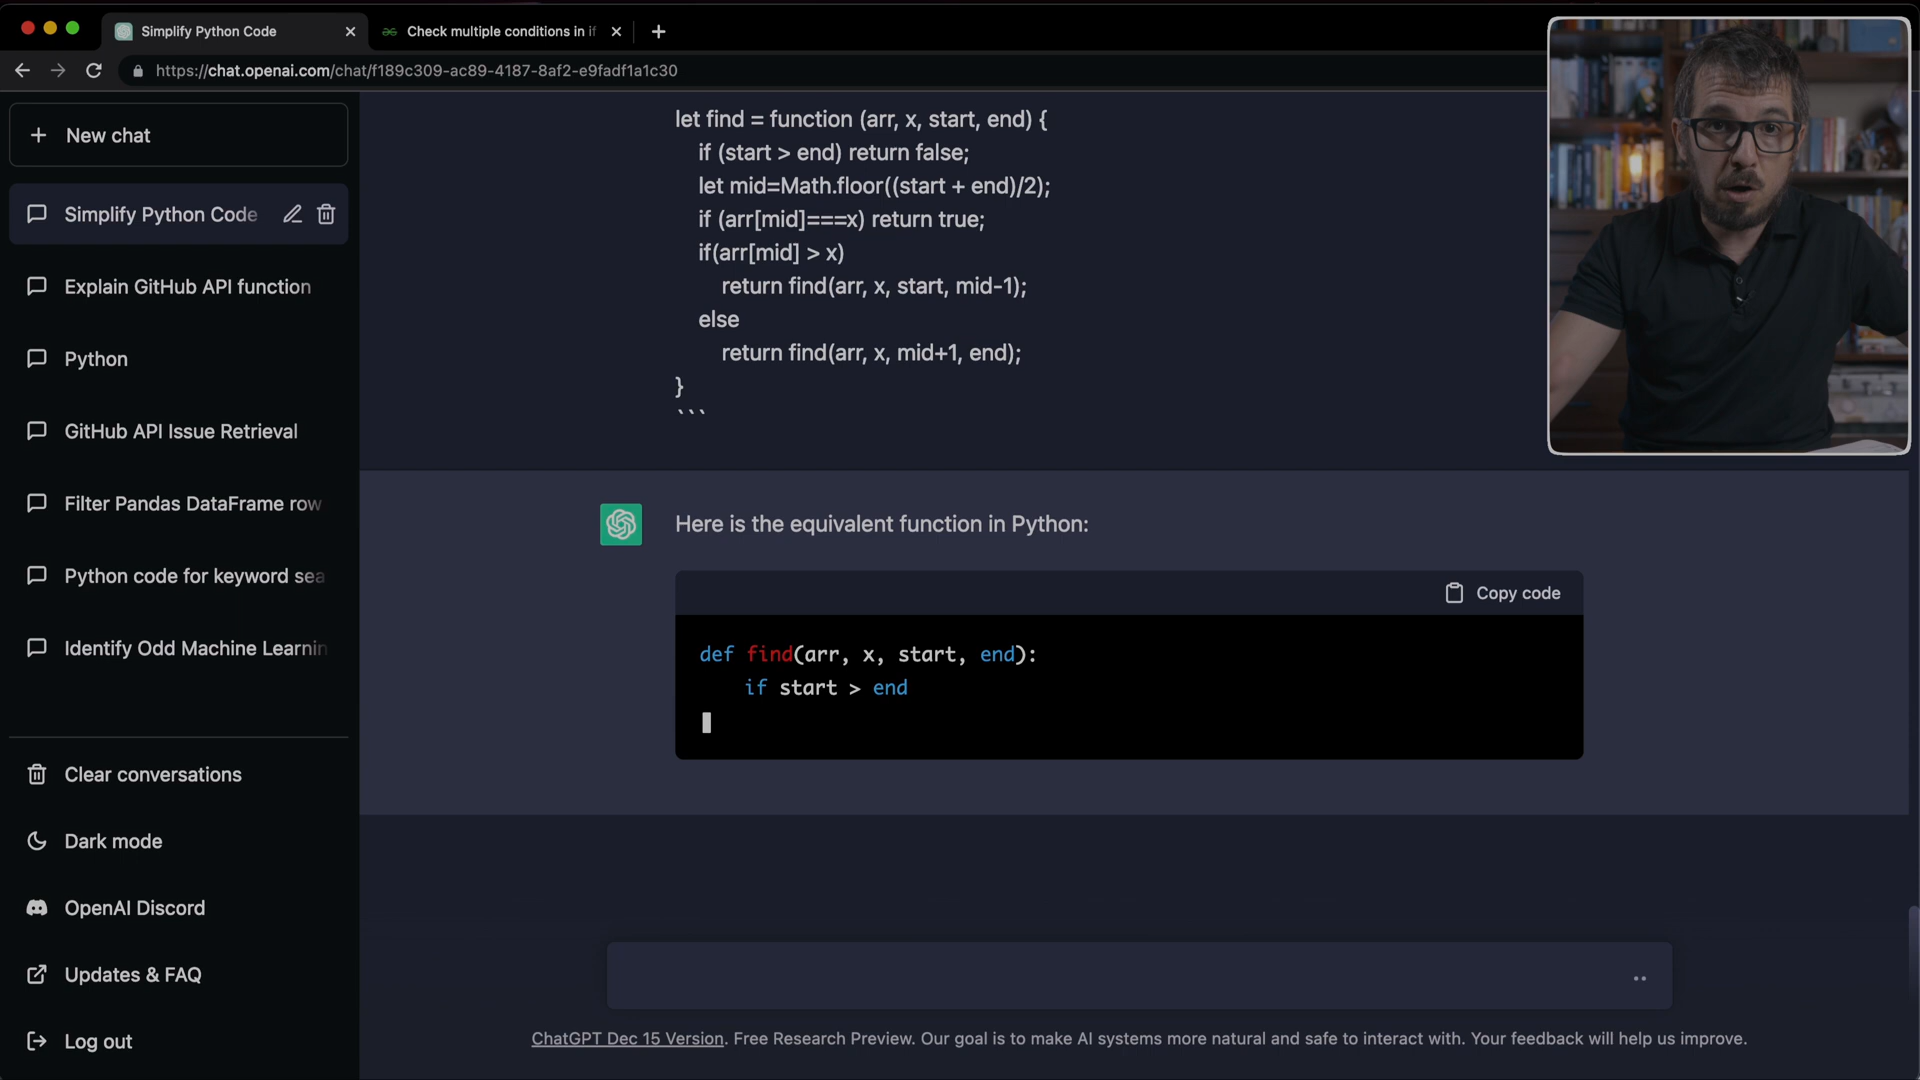 Simplify Python Code
Check multiple conditions in if
https://chat.openai.com/chat/f189c309-ac89-4187-8af2-e9fadf1a1c30
New chat
Simplify Python Code
Explain GitHub API function
Python
GitHub API Issue Retrieval
Filter Pandas DataFrame row
Python code for keyword sea
Identify Odd Machine Learnin
Clear conversations
Dark mode
OpenAI Discord
Updates & FAQ
Log out
let find = function (arr, x, start, end) {
if (start > end) return false;
let mid=Math.floor((start + end)/2);
if (arr[mid]===x) return true;
if(arr[mid] > x)
return find(arr, x, start, mid-1);
else
return find(arr, x, mid+1, end);
}
```
Here is the equivalent function in Python:
Copy code
def find(arr, x, start, end):
if start > end
ChatGPT Dec 15 Version. Free Research Preview. Our goal is to make AI systems more natural and safe to interact with. Your feedback will help us improve.